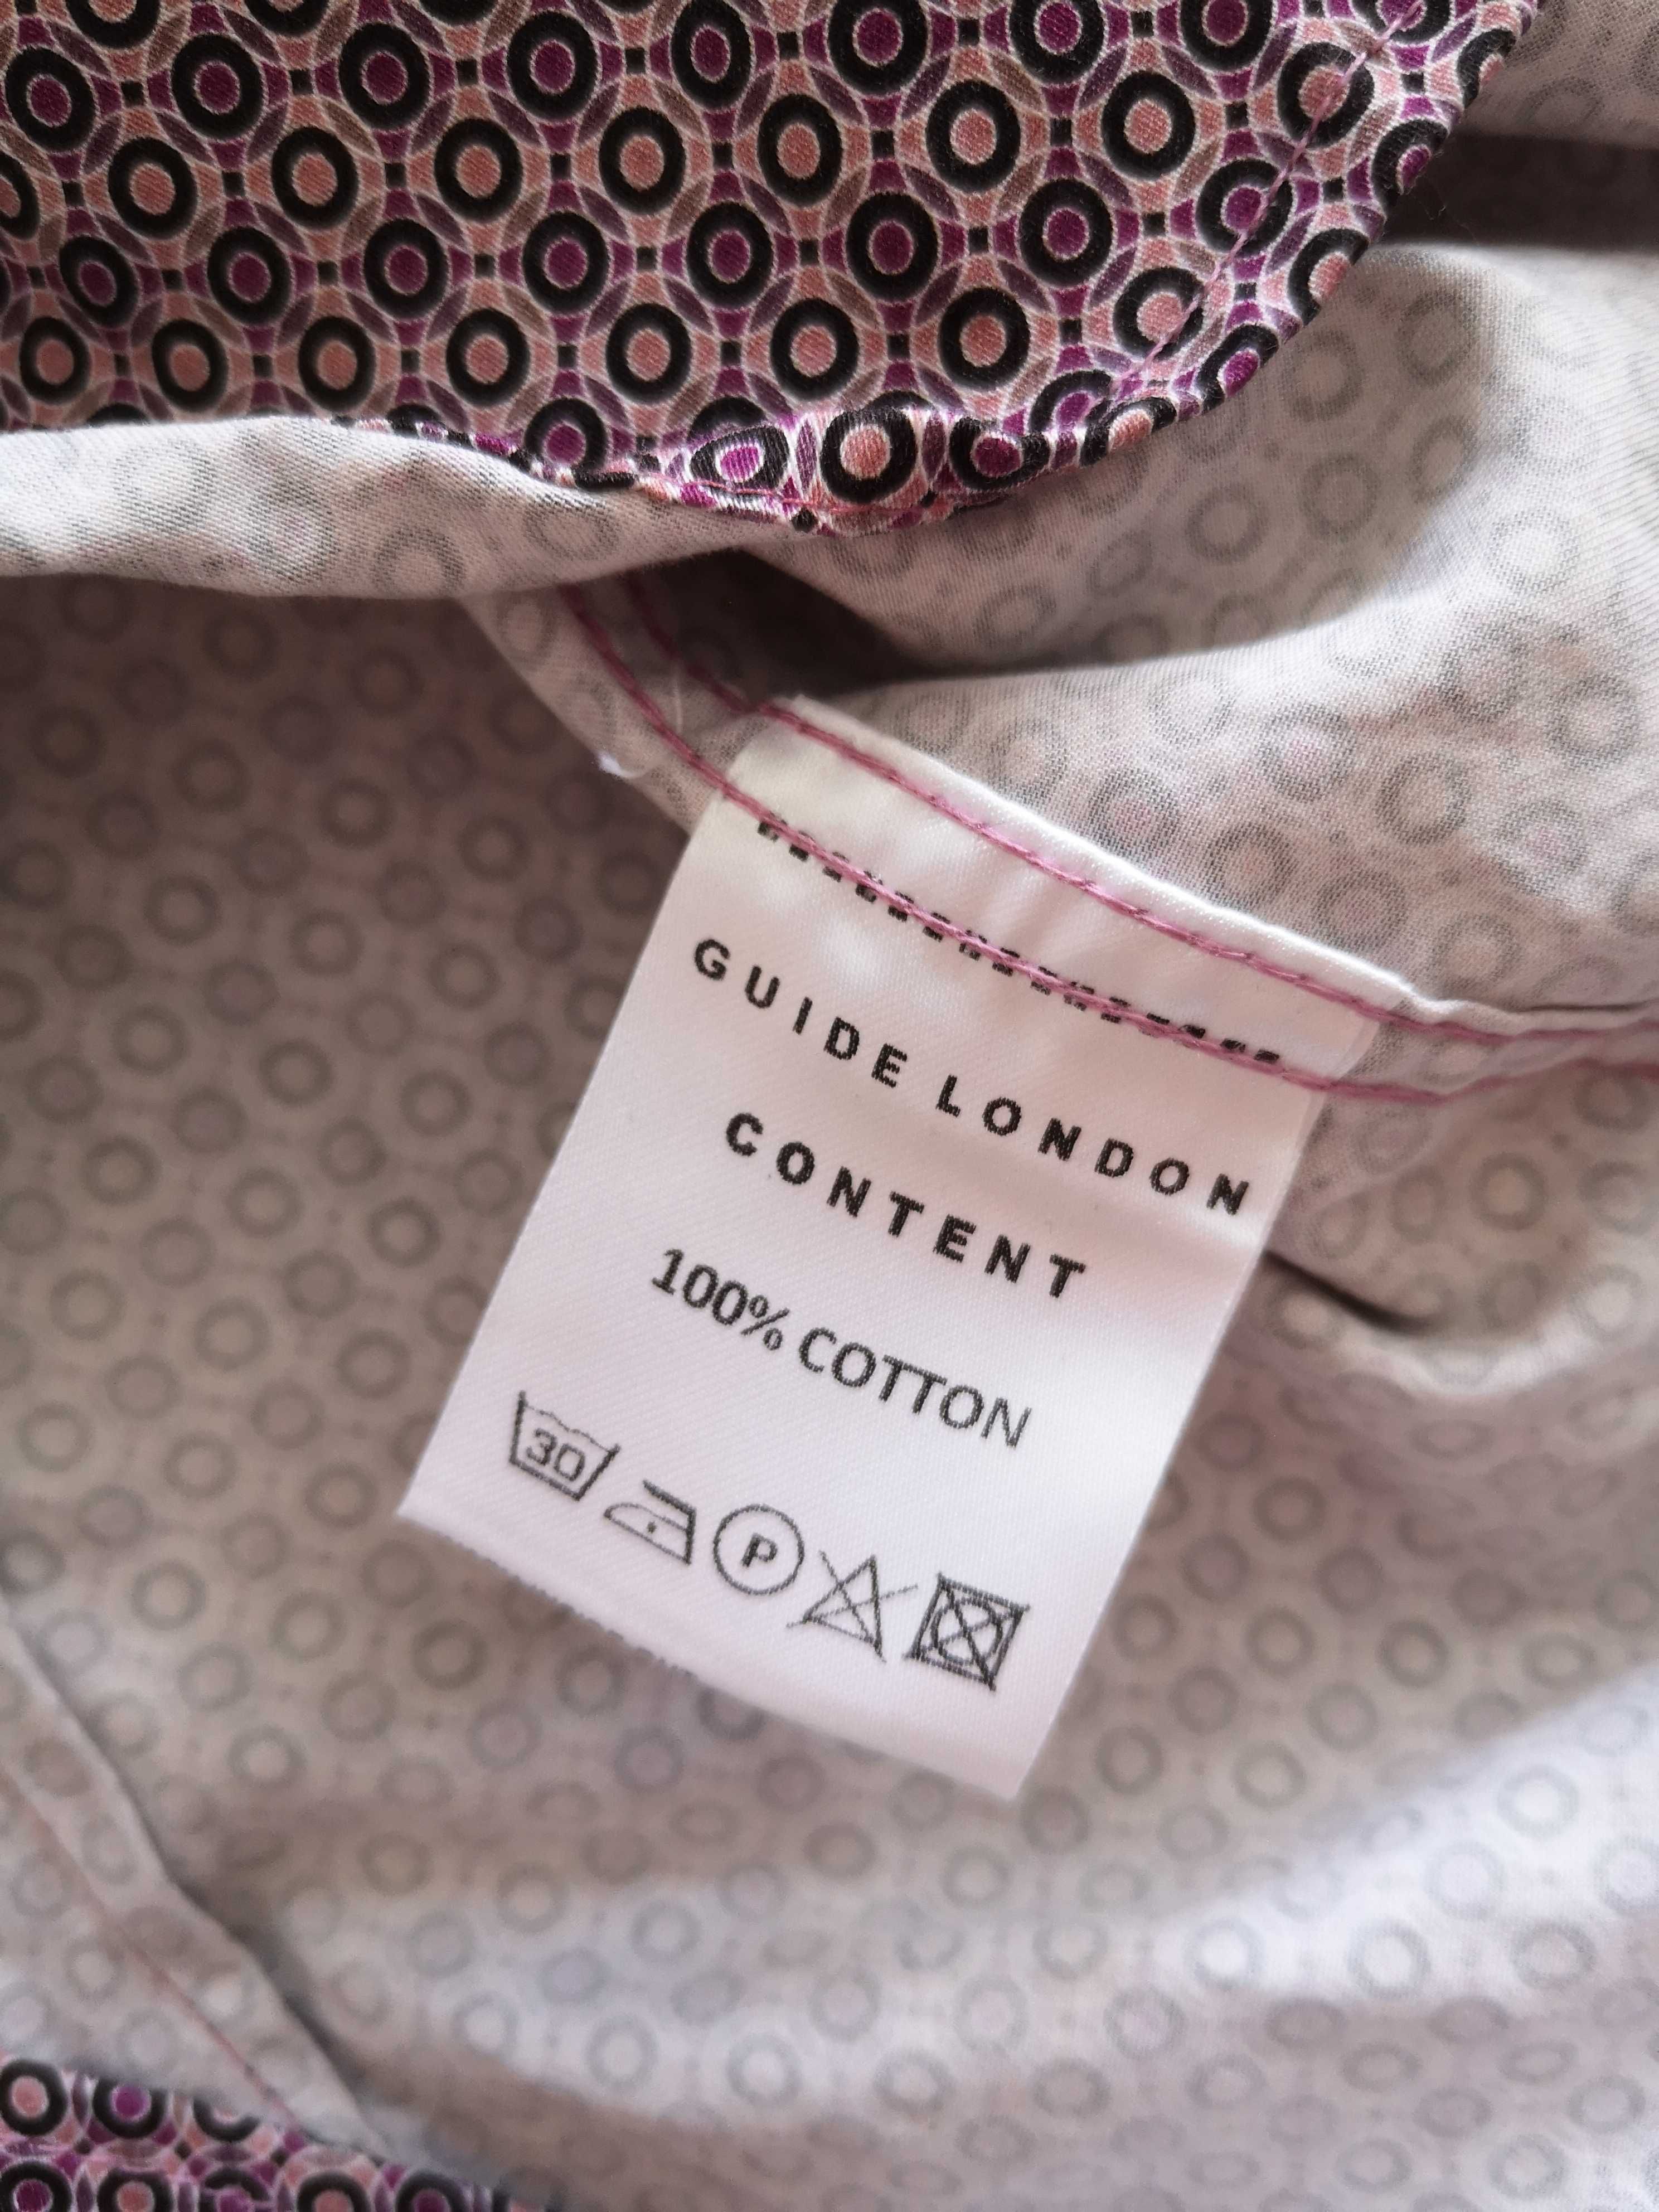 GUIDE LONDON
CONTENT
100% COTTON
30 P